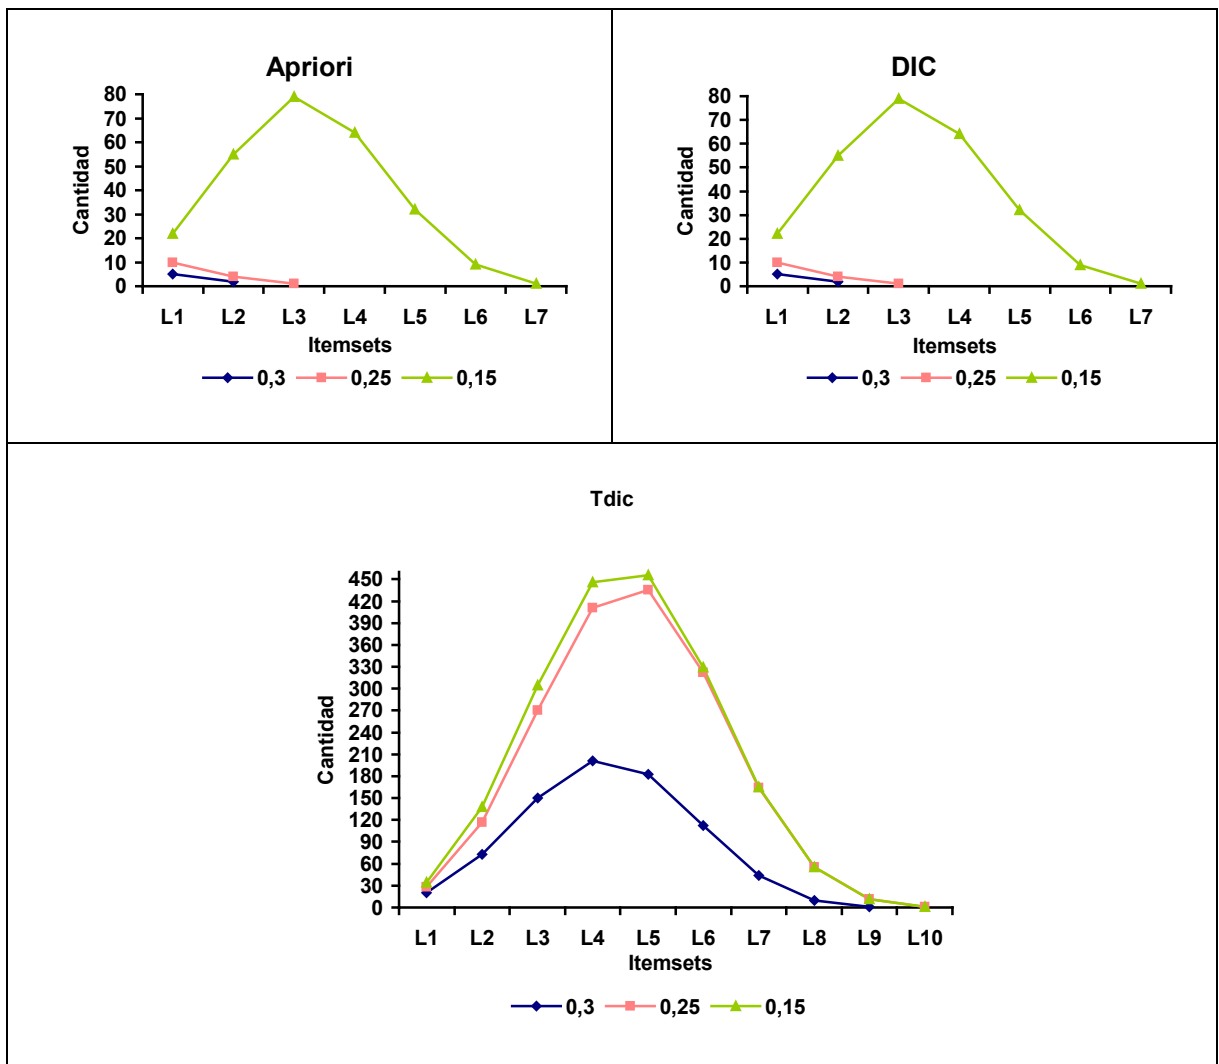 Apriori
80
70
60
50
40
30
20
10
0
Cantidad
L1 L2 L3 L4 L5 L6 L7
Itemsets
0,3 0,25 0,15
DIC
80
70
60
50
40
30
20
10
0
Cantidad
L1 L2 L3 L4 L5 L6 L7
Itemsets
0,3 0,25 0,15
Tdic
450
420
390
360
330
300
270
240
210
180
150
120
90
60
30
0
Cantidad
L1 L2 L3 L4 L5 L6 L7 L8 L9 L10
Itemsets
0,3 0,25 0,15